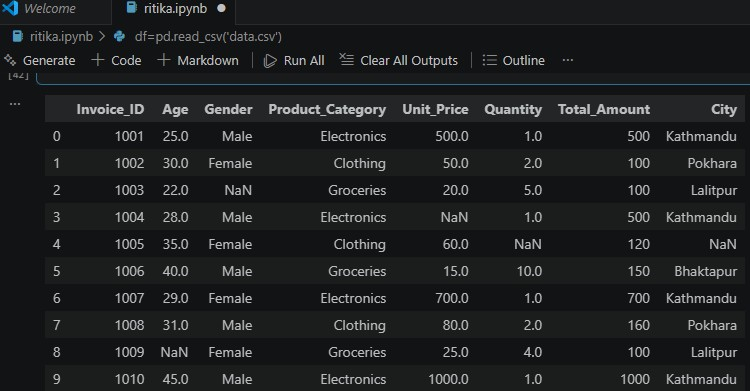 Welcome ritika.ipynb
ritika.ipynb > df=pd.read_csv('data.csv')
Generate + Code + Markdown Run All Clear All Outputs Outline ...
[42]
... Invoice_ID Age Gender Product_Category Unit_Price Quantity Total_Amount City
0 1001 25.0 Male Electronics 500.0 1.0 500 Kathmandu
1 1002 30.0 Female Clothing 50.0 2.0 100 Pokhara
2 1003 22.0 NaN Groceries 20.0 5.0 100 Lalitpur
3 1004 28.0 Male Electronics NaN 1.0 500 Kathmandu
4 1005 35.0 Female Clothing 60.0 NaN 120 NaN
5 1006 40.0 Male Groceries 15.0 10.0 150 Bhaktapur
6 1007 29.0 Female Electronics 700.0 1.0 700 Kathmandu
7 1008 31.0 Male Clothing 80.0 2.0 160 Pokhara
8 1009 NaN Female Groceries 25.0 4.0 100 Lalitpur
9 1010 45.0 Male Electronics 1000.0 1.0 1000 Kathmandu